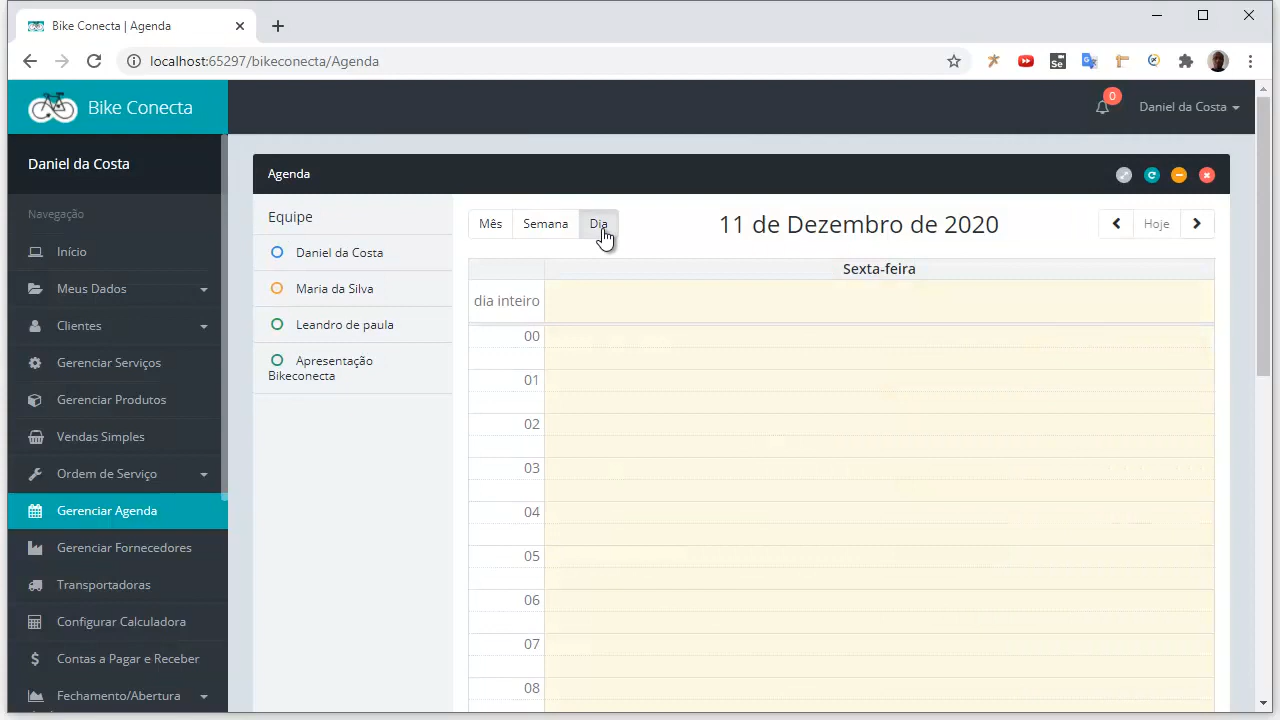 Bike Conecta | Agenda
localhost:65297/bikeconecta/Agenda
Se
Bike Conecta
0
Daniel da Costa
Daniel da Costa
Navegação
Início
Meus Dados
Clientes
Gerenciar Serviços
Gerenciar Produtos
Vendas Simples
Ordem de Serviço
Gerenciar Agenda
Gerenciar Fornecedores
Transportadoras
Configurar Calculadora
Contas a Pagar e Receber
Fechamento/Abertura
Agenda
Equipe
Daniel da Costa
Maria da Silva
Leandro de paula
Apresentação
Bikeconecta
Mês Semana Dia
11 de Dezembro de 2020
Hoje
Sexta-feira
dia inteiro
00
01
02
03
04
05
06
07
08